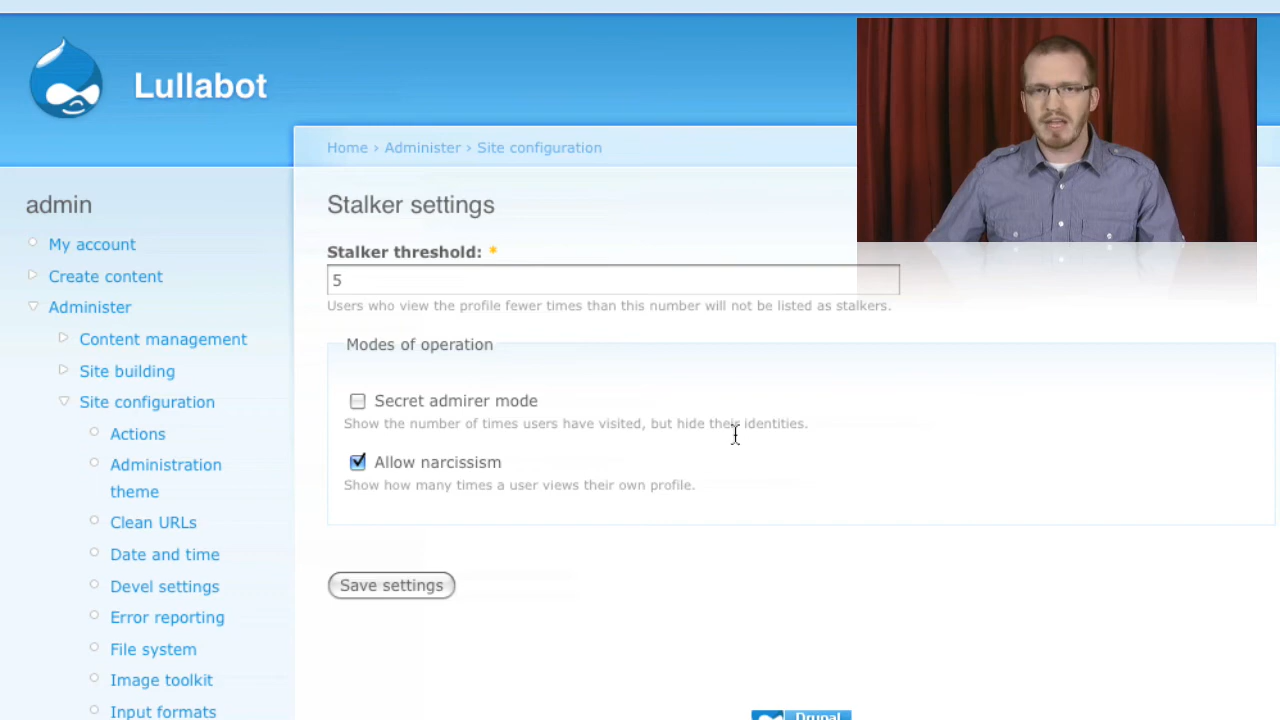 Lullabot
Home › Administer › Site configuration
admin
My account
Create content
Administer
Content management
Site building
Site configuration
Actions
Administration
theme
Clean URLs
Date and time
Devel settings
Error reporting
File system
Image toolkit
Input formats
Stalker settings
Stalker threshold: *
5
Users who view the profile fewer times than this number will not be listed as stalkers.
Modes of operation
Secret admirer mode
Show the number of times users have visited, but hide their identities.
Allow narcissism
Show how many times a user views their own profile.
Save settings
Drupal